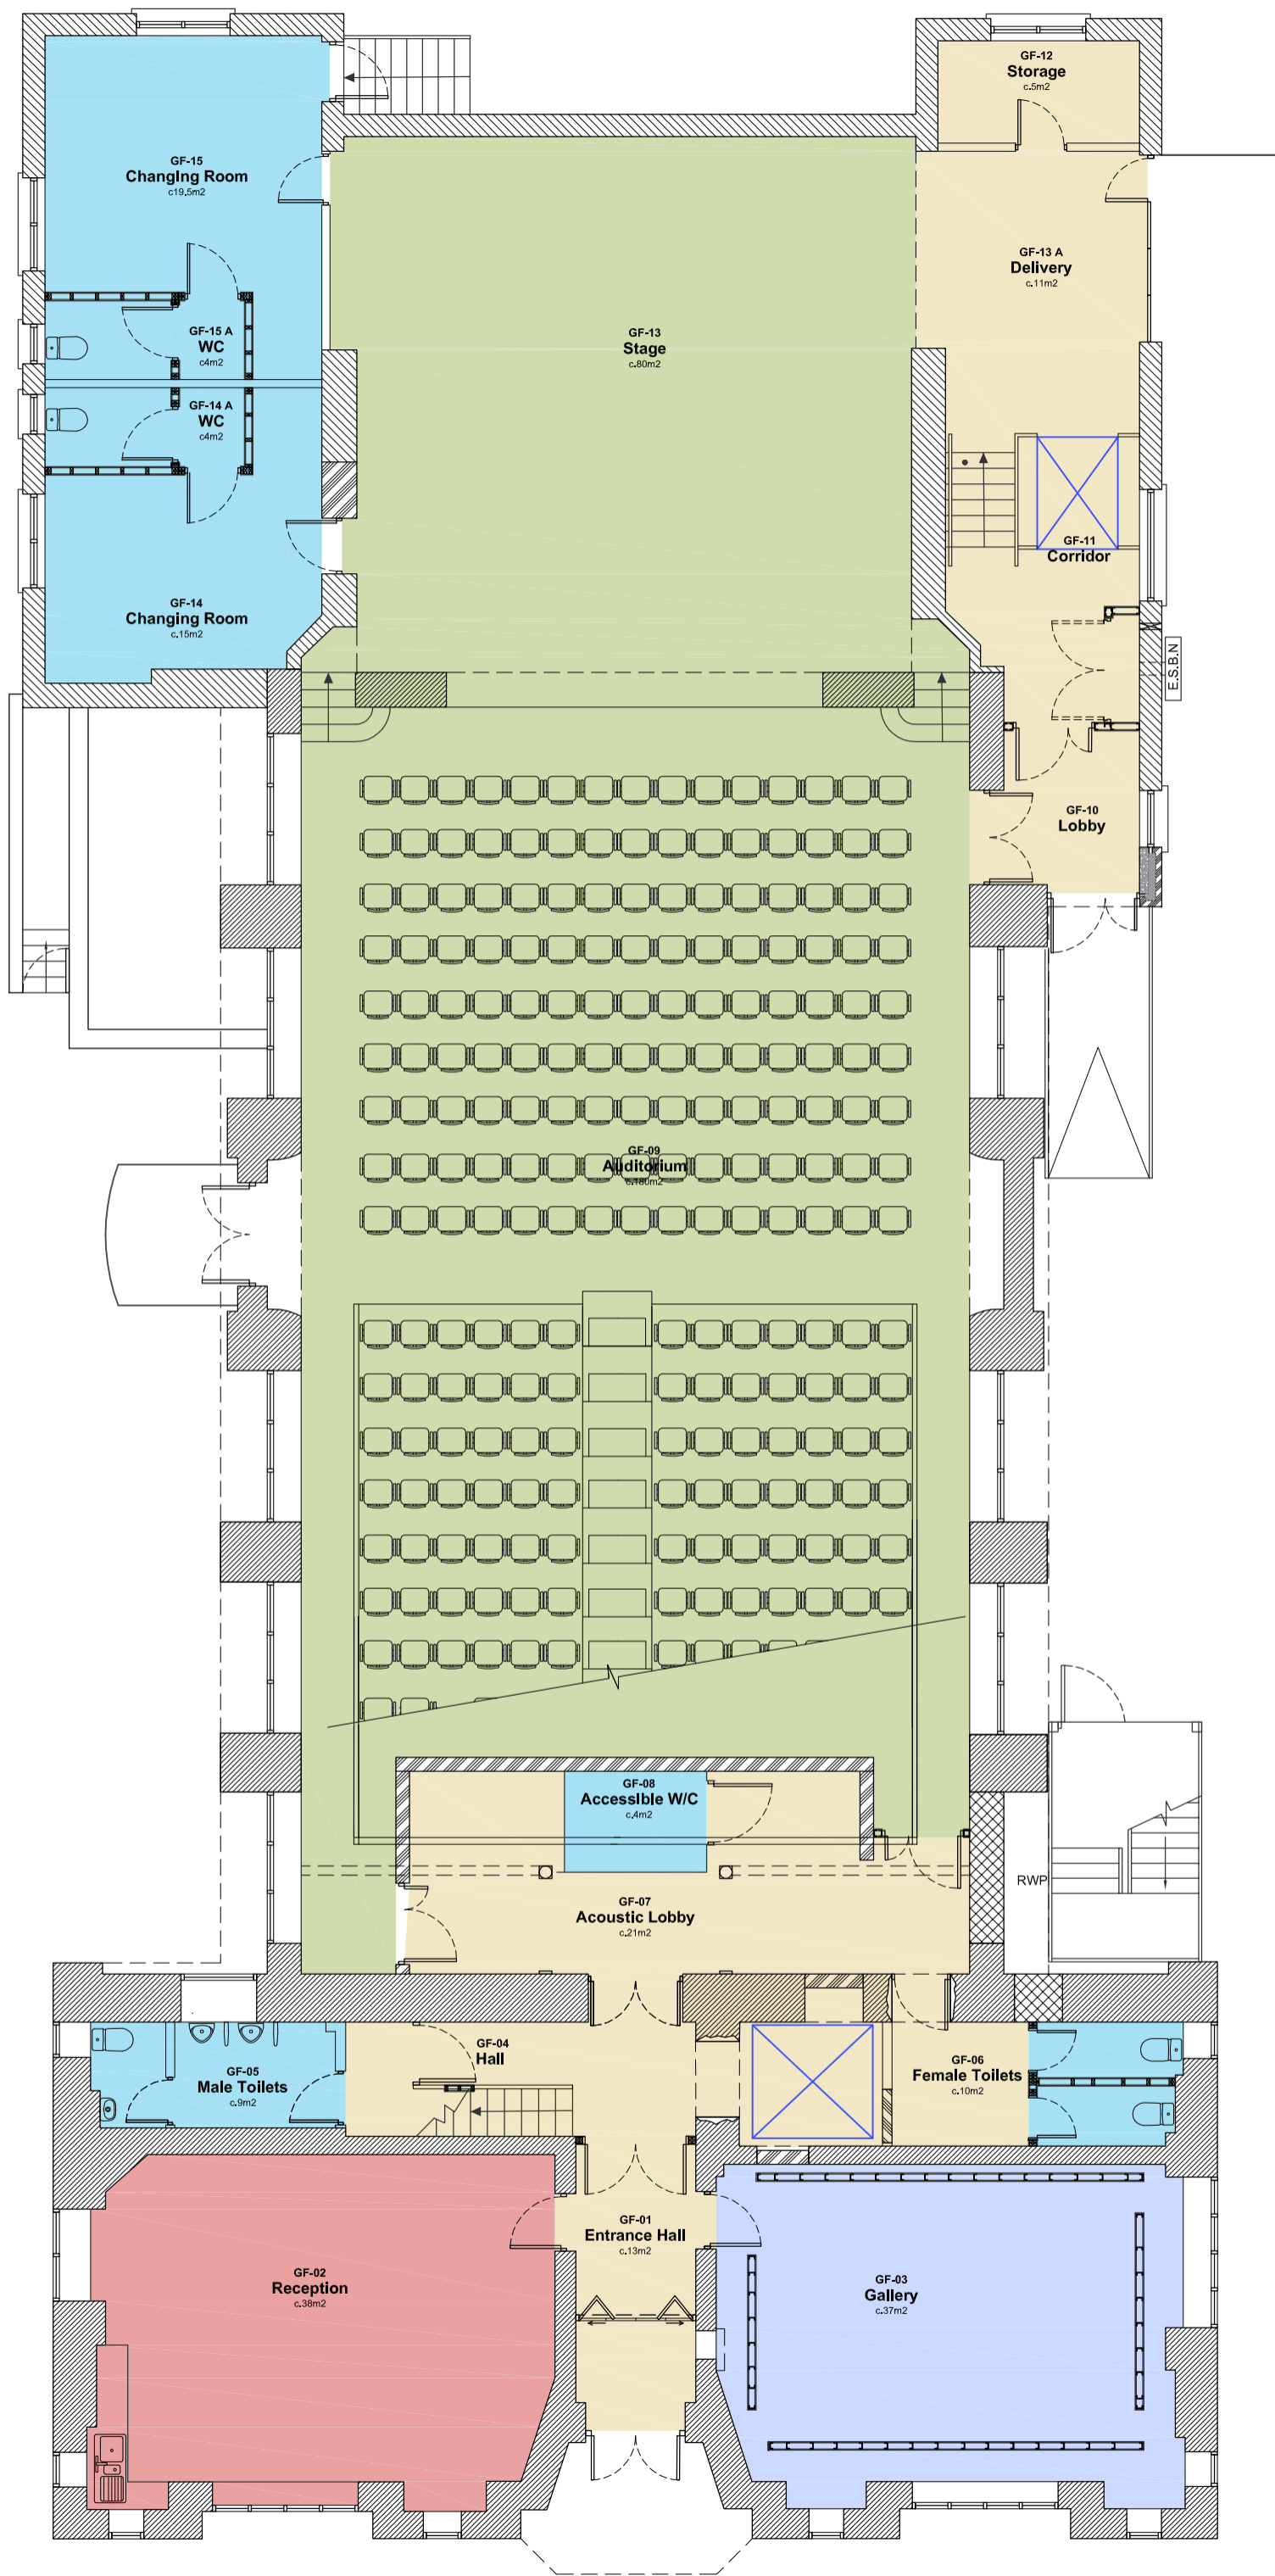 GF-12
Storage
c.5m2
GF-15
Changing Room
c19.5m2
GF-13 A
Delivery
c.11m2
GF-15 A
WC
c4m2
GF-13
Stage
c.80m2
GF-14 A
WC
c4m2
GF-11
Corridor
GF-14
Changing Room
c.15m2
E.S.B.N
GF-10
Lobby
GF-09
Auditorium
c.180m2
GF-08
Accessible W/C
c.4m2
RWP
GF-07
Acoustic Lobby
c.21m2
GF-04
Hall
GF-05
Male Toilets
c.9m2
GF-06
Female Toilets
c.10m2
GF-01
Entrance Hall
c.13m2
GF-02
Reception
c.38m2
GF-03
Gallery
c.37m2